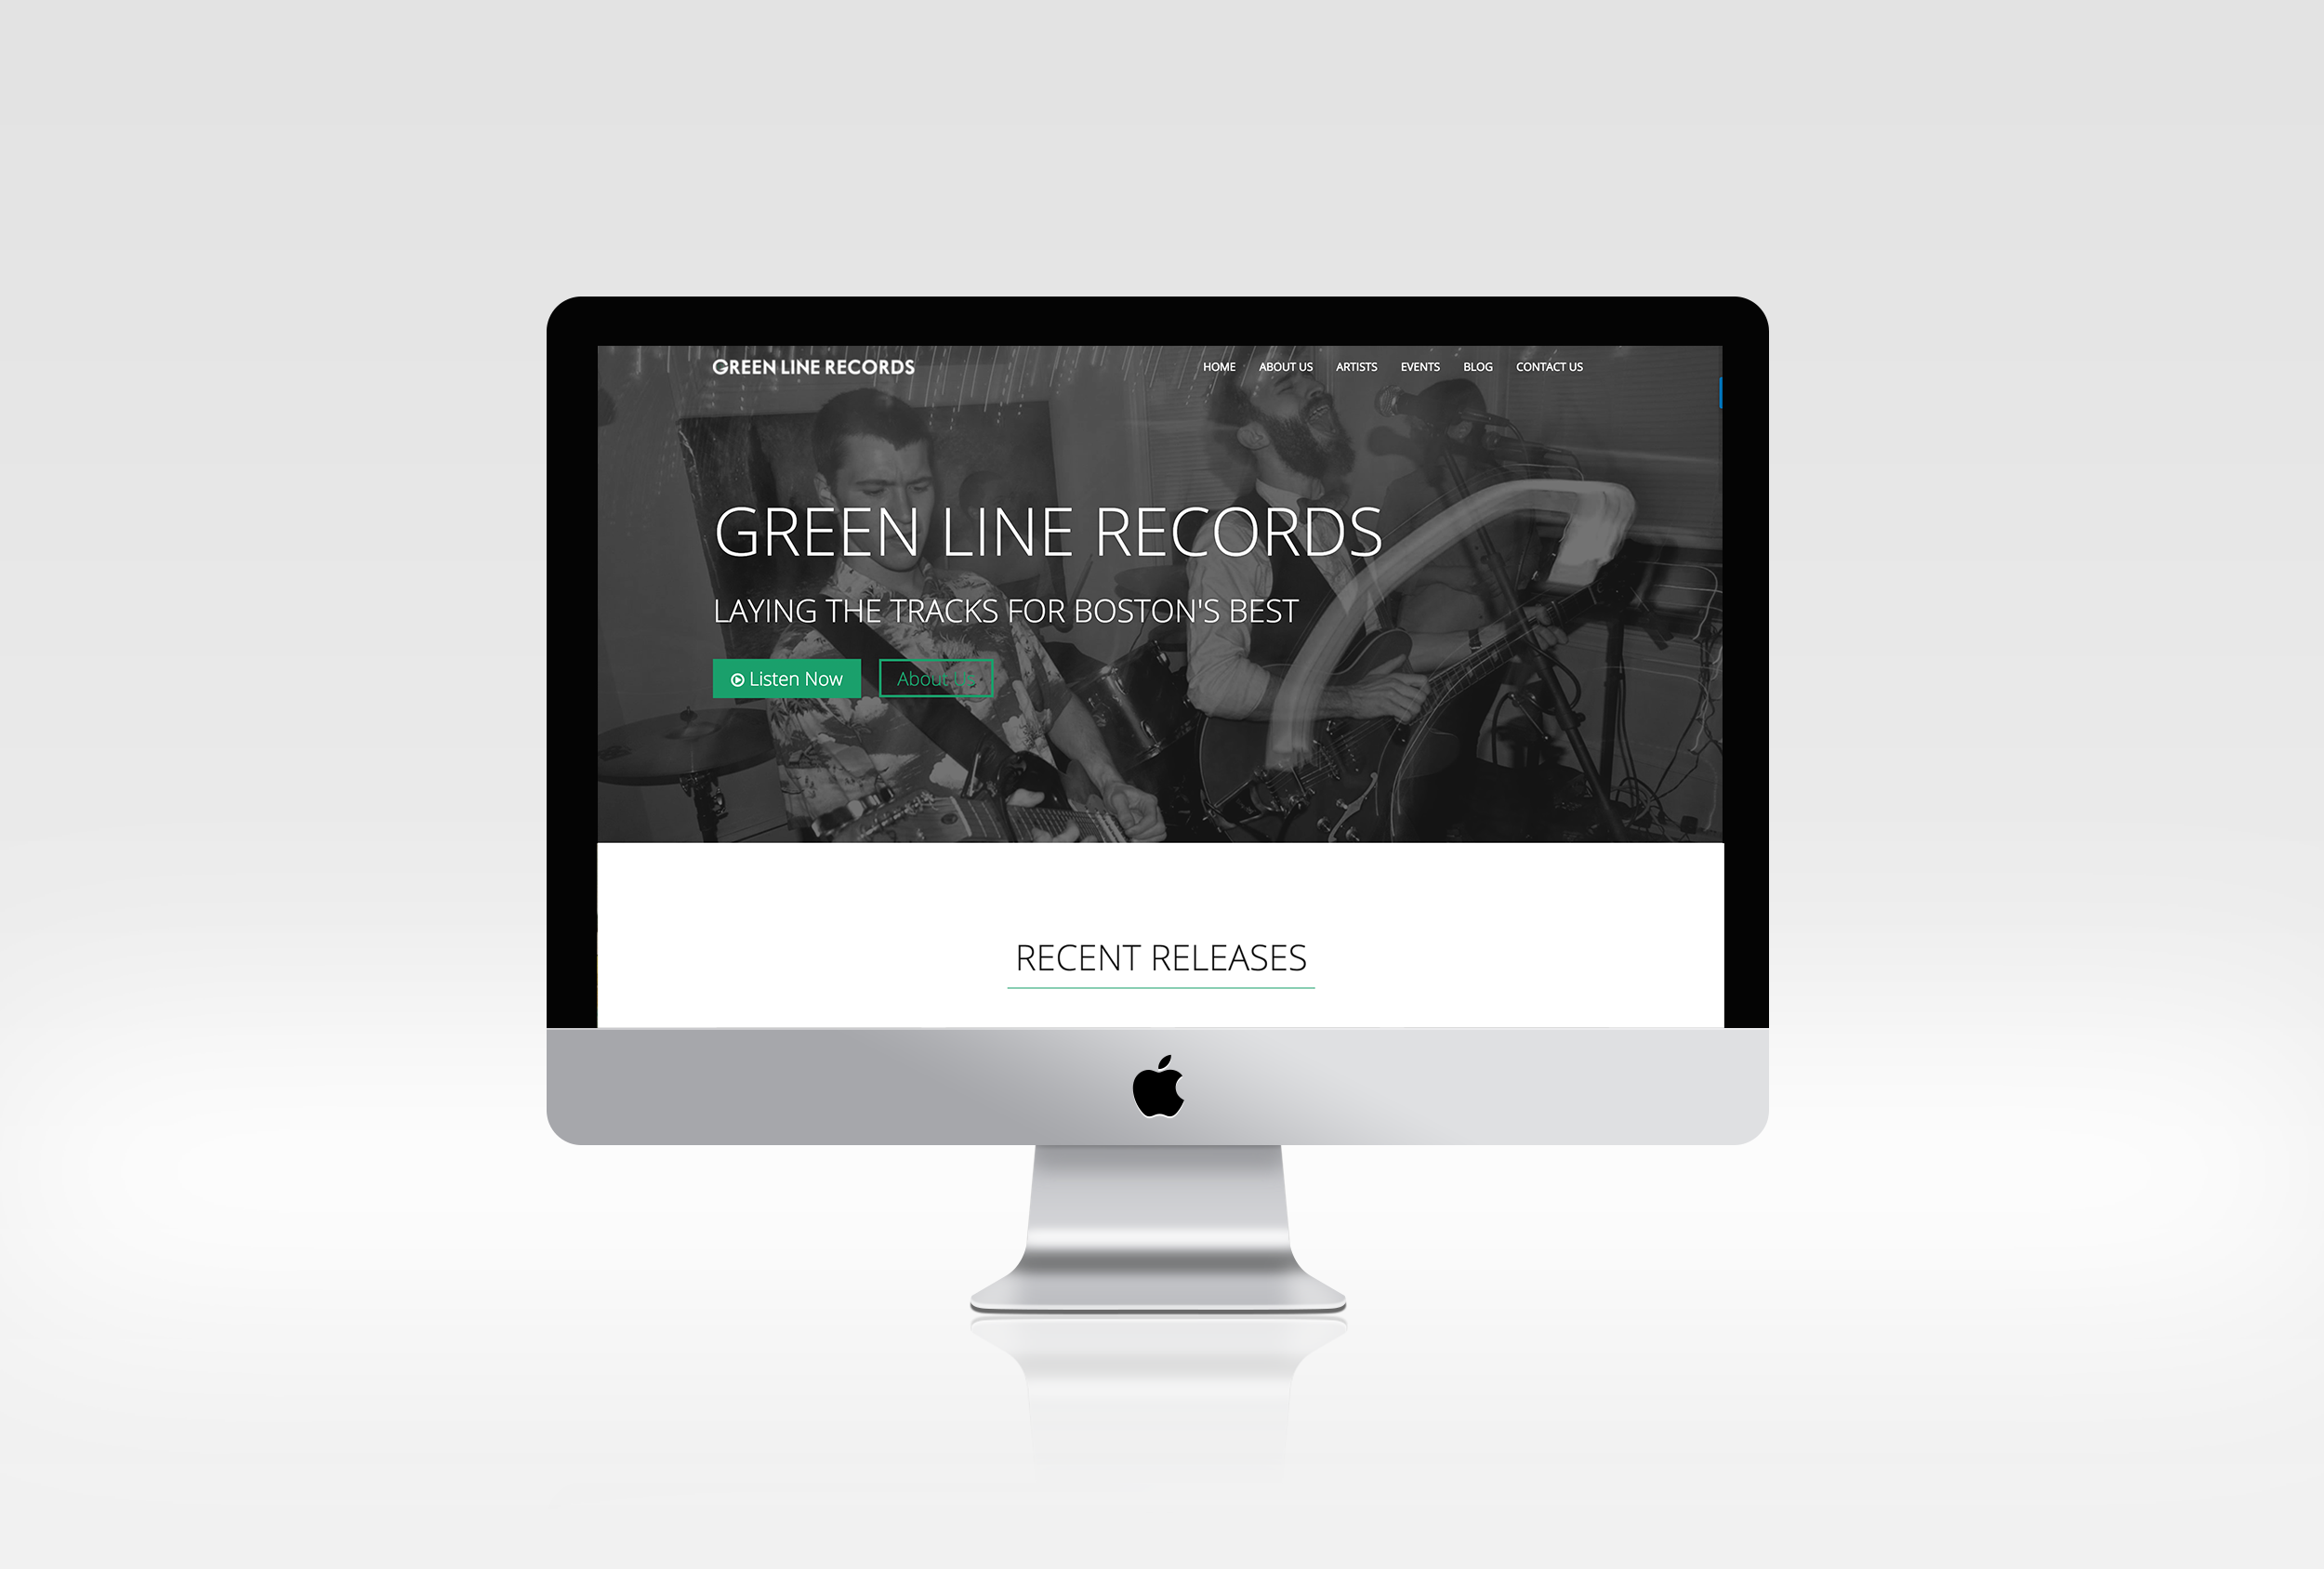 GREEN LINE RECORDS
HOME ABOUT US ARTISTS EVENTS BLOG CONTACT US
GREEN LINE RECORDS
LAYING THE TRACKS FOR BOSTON'S BEST
Listen Now About Us
RECENT RELEASES